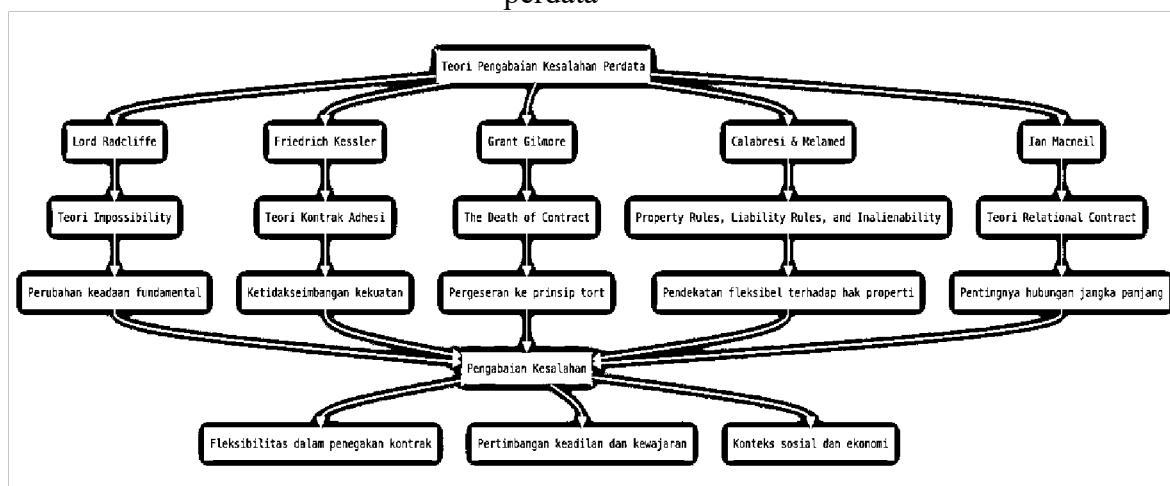 perdata
Teori Pengabaian Kesalahan Perdata
Lord Radcliffe
Friedrich Kessler
Grant Gilmore
Calabresi & Melamed
Ian Macneil
Teori Impossibility
Teori Kontrak Adhesi
The Death of Contract
Property Rules, Liability Rules, and Inalienability
Teori Relational Contract
Perubahan keadaan fundamental
Ketidakseimbangan kekuatan
Pergeseran ke prinsip tort
Pendekatan fleksibel terhadap hak properti
Pentingnya hubungan jangka panjang
Pengabaian Kesalahan
Fleksibilitas dalam penegakan kontrak
Pertimbangan keadilan dan kewajaran
Konteks sosial dan ekonomi